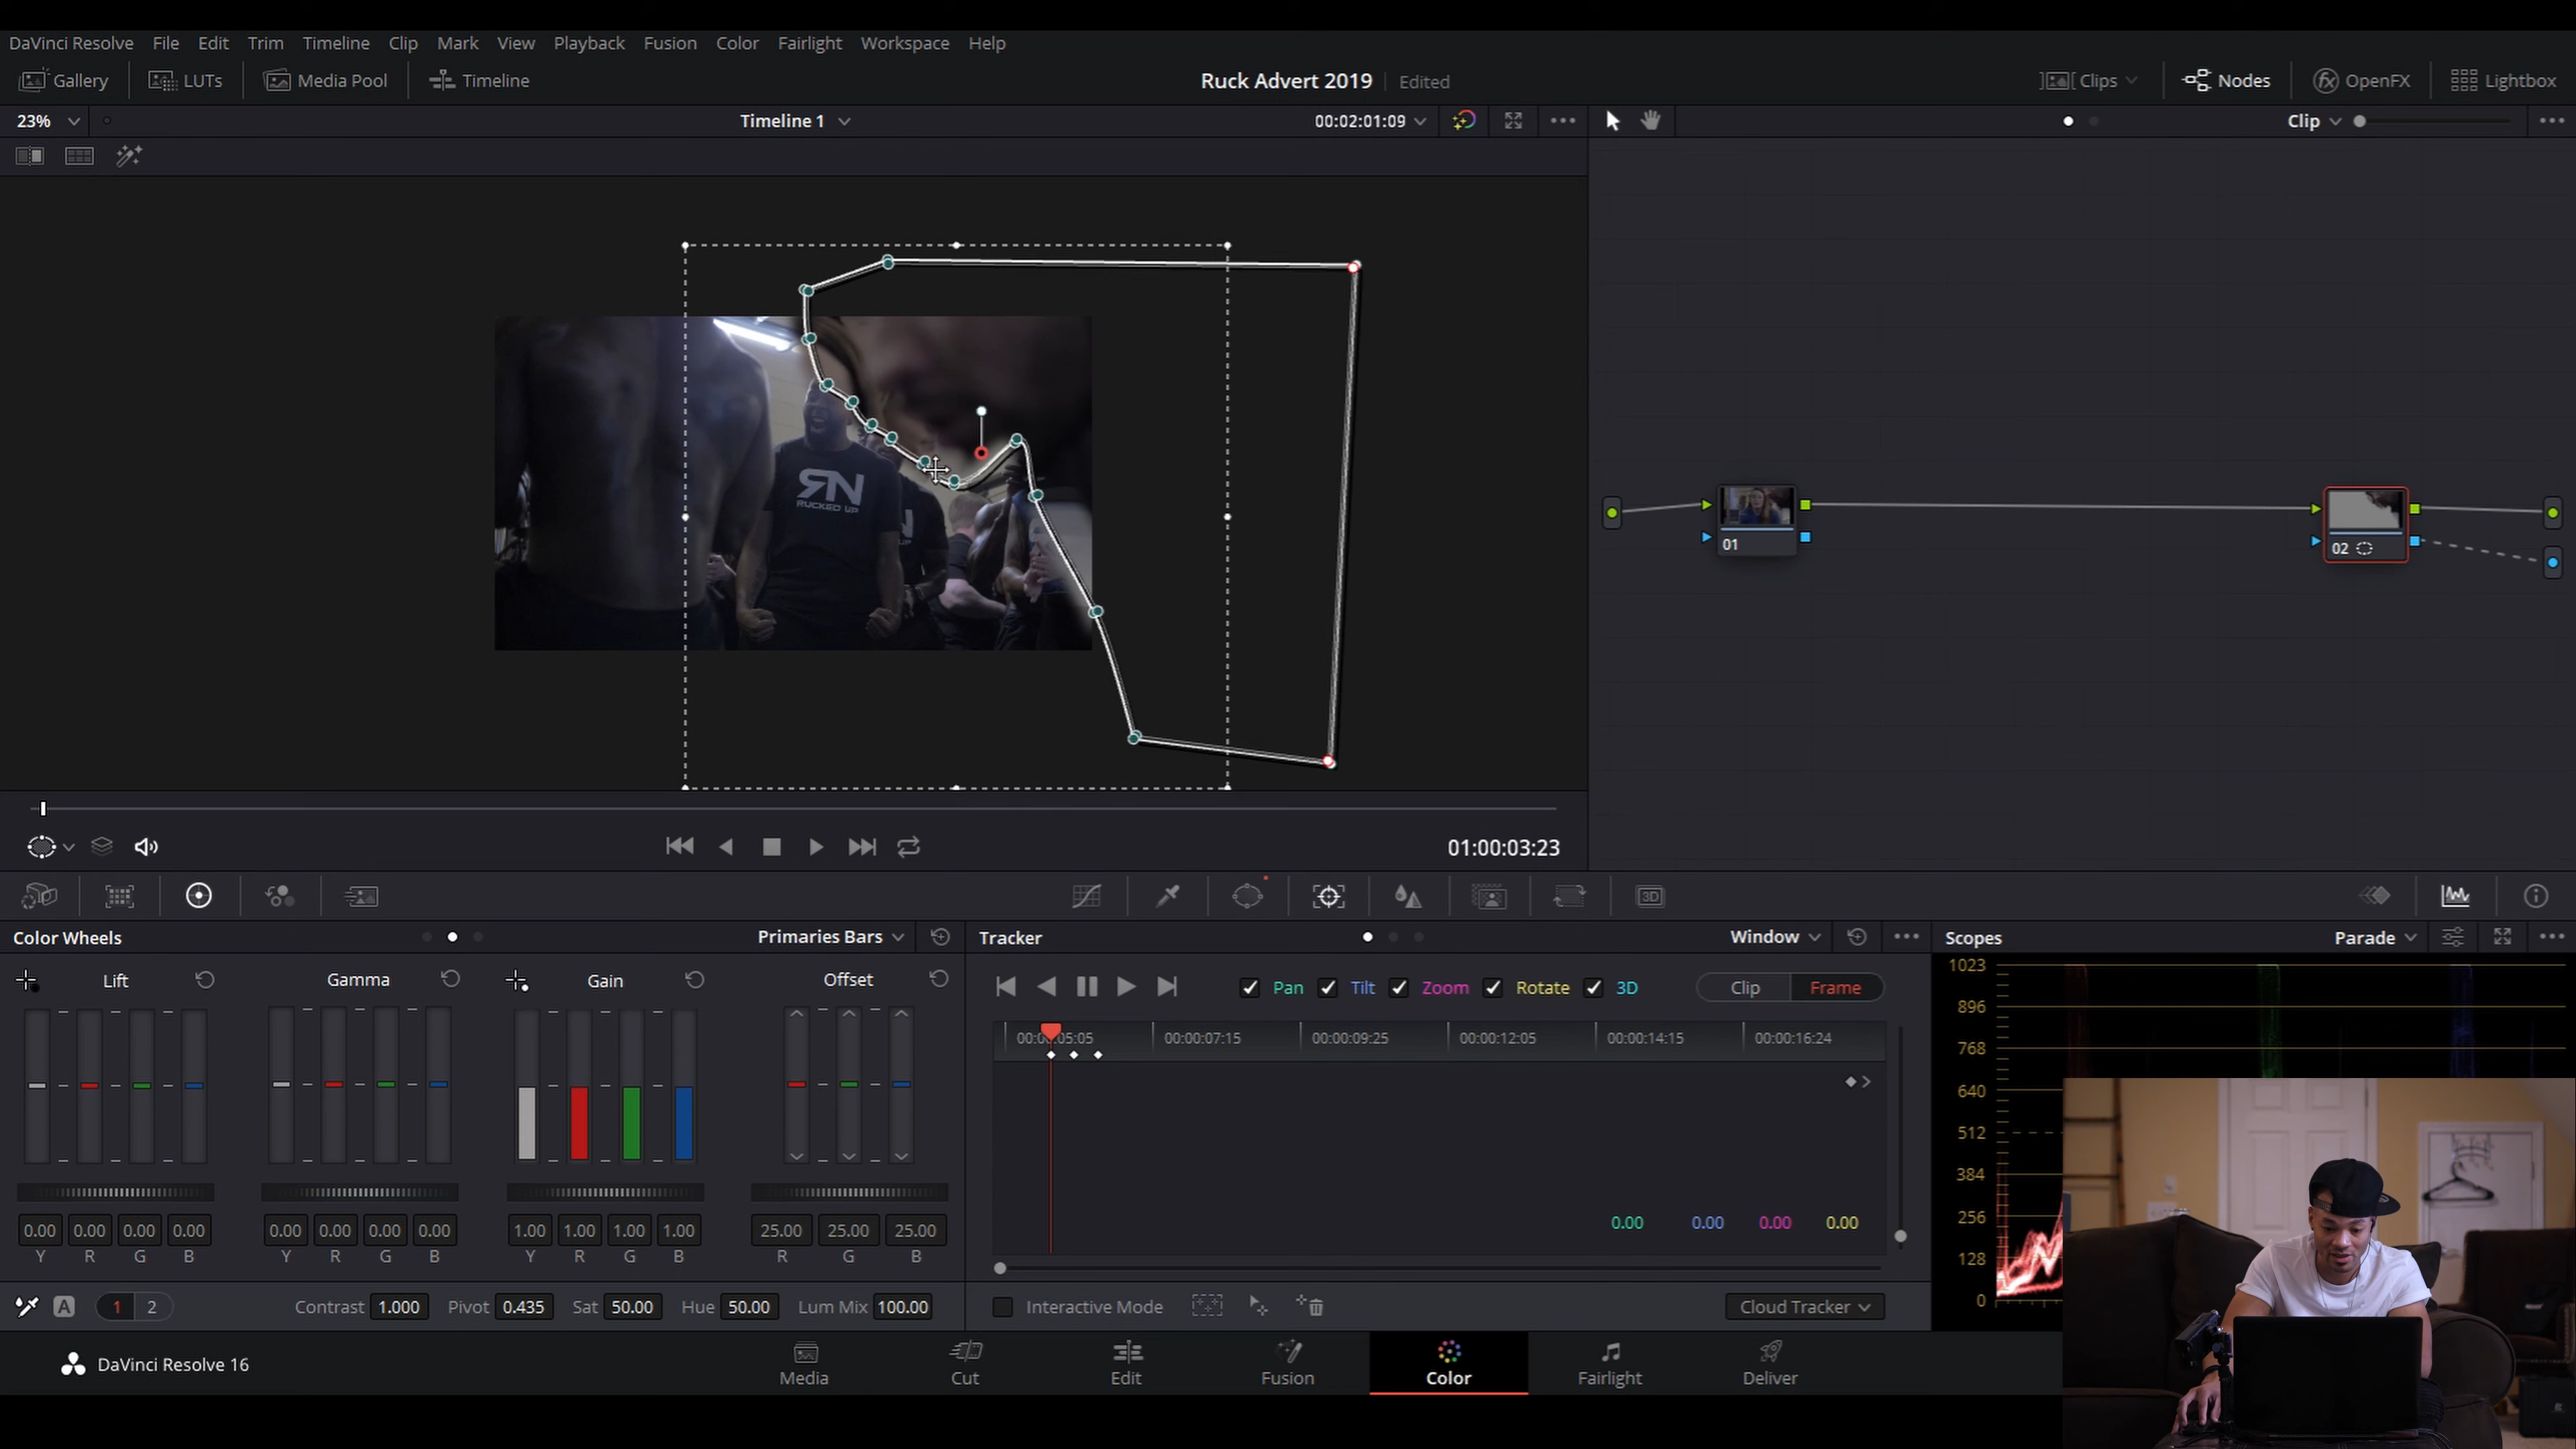 DaVinci Resolve File Edit Trim Timeline Clip Mark View Playback Fusion Color Fairlight Workspace Help
Gallery LUTs Media Pool Timeline Ruck Advert 2019 Edited Clips Nodes OpenFX Lightbox
23% Timeline 1 00:02:01:09 Clip
RN
RUCKED UP
01
02
01:00:03:23
3D
Color Wheels Primaries Bars Tracker Window Scopes Parade
Lift Gamma Gain Offset
Pan Tilt Zoom Rotate 3D Clip Frame
00:00:07:15 00:00:09:25 00:00:12:05 00:00:14:15 00:00:16:24
1023
896
768
640
512
384
256
128
0
0.00 0.00 0.00 0.00
0.00 0.00 0.00 0.00 0.00 0.00 0.00 0.00 1.00 1.00 1.00 1.00 25.00 25.00 25.00
Y R G B Y R G B Y R G B R G B
A 1 2 Contrast 1.000 Pivot 0.435 Sat 50.00 Hue 50.00 Lum Mix 100.00 Interactive Mode Cloud Tracker
DaVinci Resolve 16 Media Cut Edit Fusion Color Fairlight Deliver